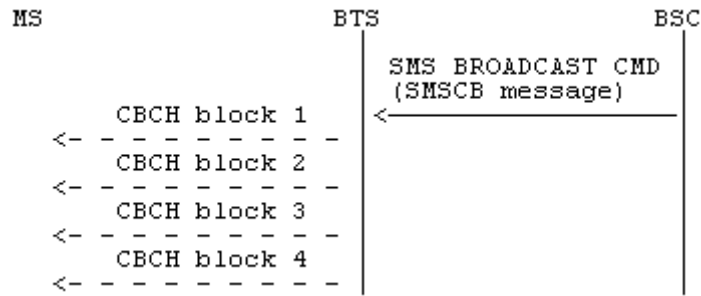 MS BTS BSC
SMS BROADCAST CMD
(SMSCB message)
CBCH block 1
CBCH block 2
CBCH block 3
CBCH block 4